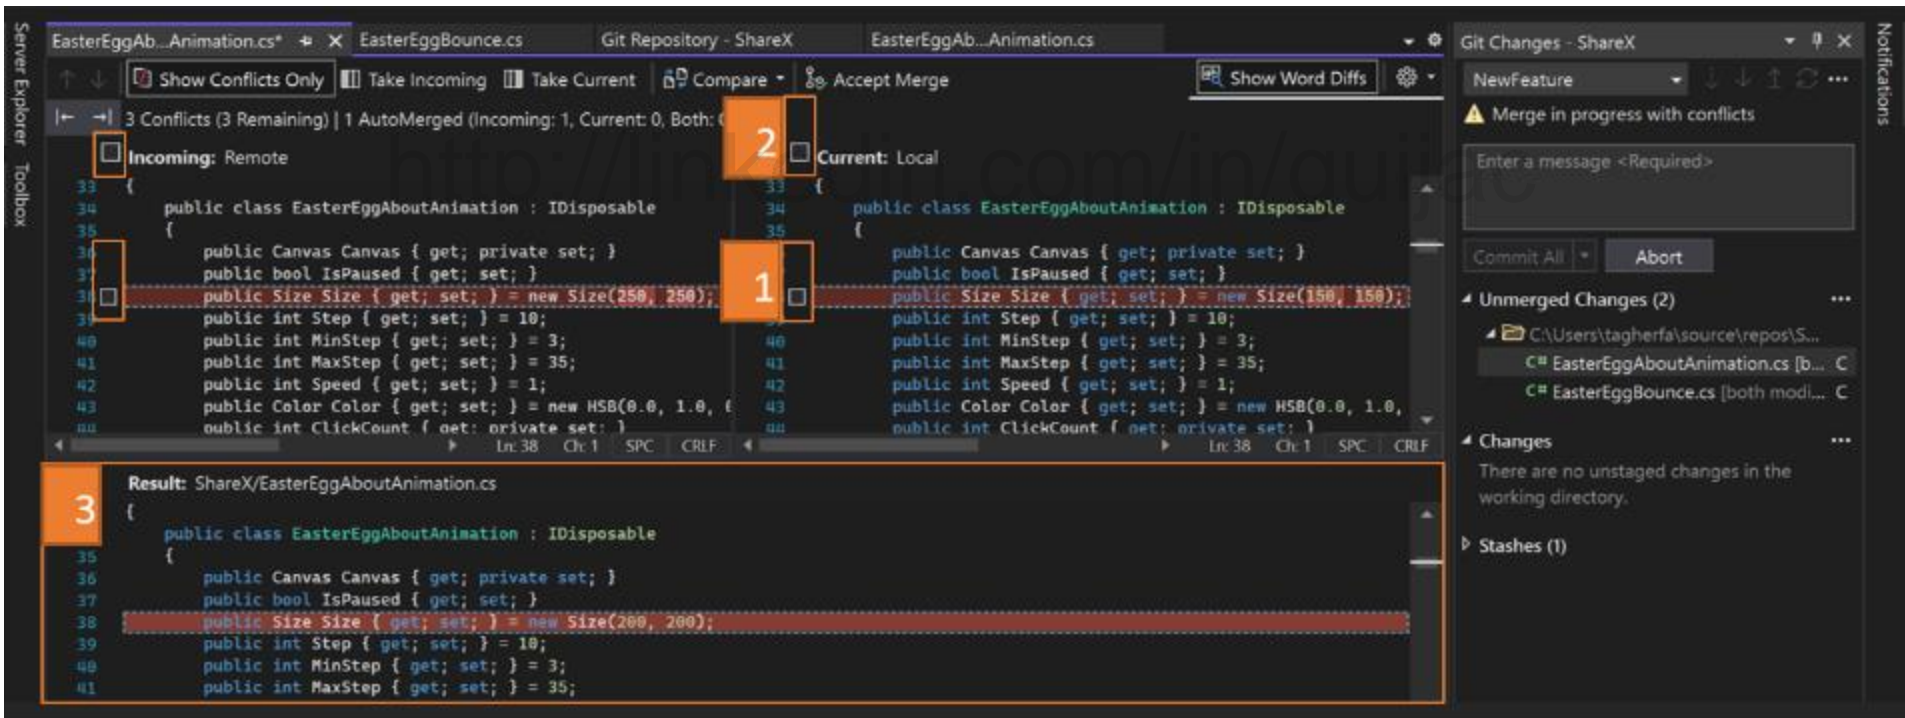 Server Explorer
Toolbox
EasterEggAb...Animation.cs*
EasterEggBounce.cs
Git Repository - ShareX
EasterEggAb...Animation.cs
Show Conflicts Only
Take Incoming
Take Current
Compare
Accept Merge
Show Word Diffs
3 Conflicts (3 Remaining) | 1 AutoMerged (Incoming: 1, Current: 0, Both:
Incoming: Remote
33 {
34 public class EasterEggAboutAnimation : IDisposable
35 {
36 public Canvas Canvas { get; private set; }
37 public bool IsPaused { get; set; }
38 public Size Size { get; set; } = new Size(250, 250);
39 public int Step { get; set; } = 10;
40 public int MinStep { get; set; } = 3;
41 public int MaxStep { get; set; } = 35;
42 public int Speed { get; set; } = 1;
43 public Color Color { get; set; } = new HSB(0.0, 1.0,
44 public int ClickCount { get; private set; }
Ln: 38 Ch: 1 SPC CRLF
2
Current: Local
33 {
34 public class EasterEggAboutAnimation : IDisposable
35 {
public Canvas Canvas { get; private set; }
public bool IsPaused { get; set; }
1
public Size Size { get; set; } = new Size(150, 150);
public int Step { get; set; } = 10;
40 public int MinStep { get; set; } = 3;
41 public int MaxStep { get; set; } = 35;
42 public int Speed { get; set; } = 1;
43 public Color Color { get; set; } = new HSB(0.0, 1.0,
44 public int ClickCount { get; private set; }
Ln: 38 Ch: 1 SPC CRLF
3
Result: ShareX/EasterEggAboutAnimation.cs
{
public class EasterEggAboutAnimation : IDisposable
35 {
36 public Canvas Canvas { get; private set; }
37 public bool IsPaused { get; set; }
38 public Size Size { get; set; } = new Size(200, 200);
39 public int Step { get; set; } = 10;
40 public int MinStep { get; set; } = 3;
41 public int MaxStep { get; set; } = 35;
Git Changes - ShareX
NewFeature
Merge in progress with conflicts
Enter a message <Required>
Commit All
Abort
Unmerged Changes (2)
C:\Users\tagherfa\source\repos\S...
C# EasterEggAboutAnimation.cs [b... C
C# EasterEggBounce.cs [both modi... C
Changes
There are no unstaged changes in the
working directory.
Stashes (1)
Notifications
http://linkedin.com/in/guijac